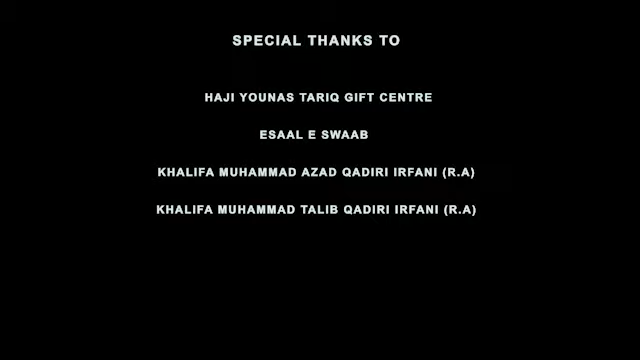 SPECIAL THANKS TO
HAJI YOUNAS TARIQ GIFT CENTRE
ESAAL E SWAAB
KHALIFA MUHAMMAD AZAD QADIRI IRFANI (R.A)
KHALIFA MUHAMMAD TALIB QADIRI IRFANI (R.A)